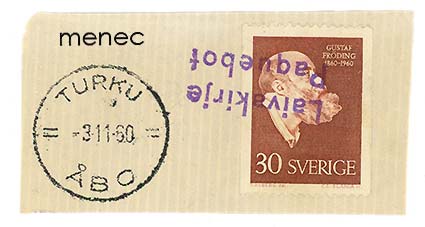 menec
TURKU
-3·11-60
ÅBO
Laivakirje
Paquebot
GUSTAF
FRÖDING
1860-1960
30 SVERIGE